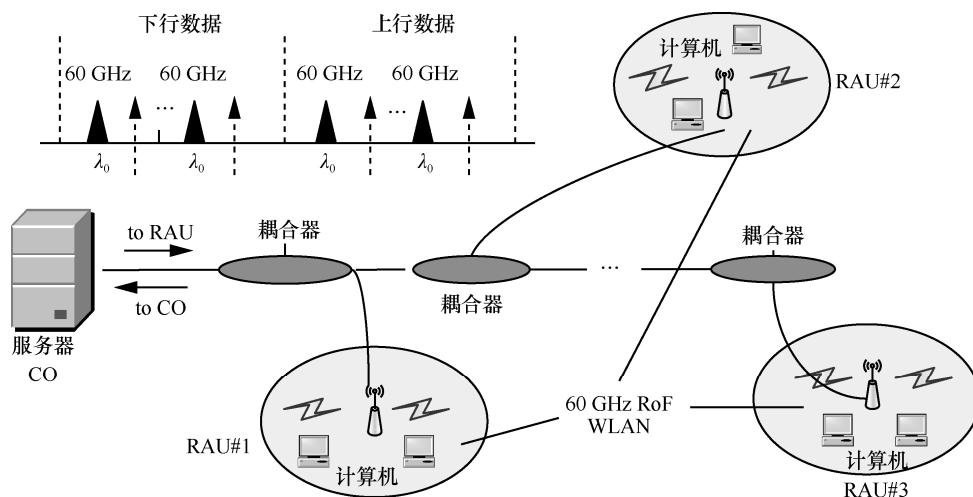 下行数据
上行数据
60 GHz
60 GHz
60 GHz
60 GHz
...
...
λ0
λ0
λ0
λ0
计算机
RAU#2
to RAU
to CO
耦合器
耦合器
...
耦合器
服务器
CO
RAU#1
计算机
60 GHz RoF
WLAN
计算机
RAU#3